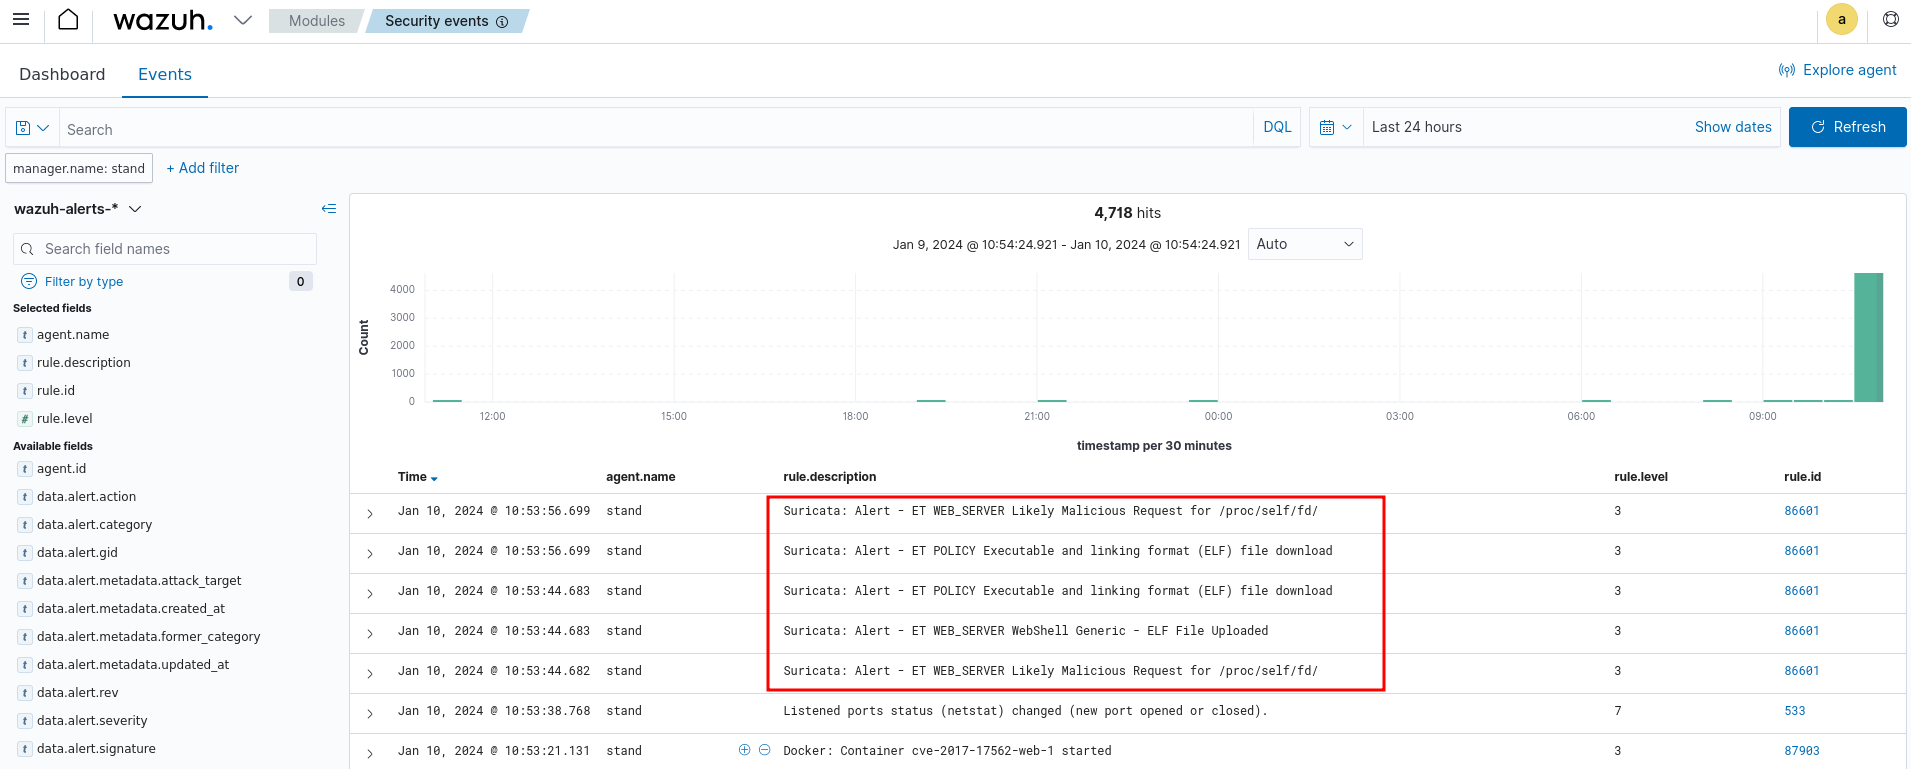 wazuh.
Modules
Security events
a
Dashboard
Events
Explore agent
Search
DQL
Last 24 hours
Show dates
Refresh
manager.name: stand
+ Add filter
wazuh-alerts-*
Search field names
Filter by type
0
Selected fields
t agent.name
t rule.description
t rule.id
# rule.level
Available fields
t agent.id
t data.alert.action
t data.alert.category
t data.alert.gid
t data.alert.metadata.attack_target
t data.alert.metadata.created_at
t data.alert.metadata.former_category
t data.alert.metadata.updated_at
t data.alert.rev
t data.alert.severity
t data.alert.signature
4,718 hits
Jan 9, 2024 @ 10:54:24.921 - Jan 10, 2024 @ 10:54:24.921
Auto
Count
4000
3000
2000
1000
0
12:00 15:00 18:00 21:00 00:00 03:00 06:00 09:00
timestamp per 30 minutes
Time agent.name rule.description rule.level rule.id
Jan 10, 2024 @ 10:53:56.699 stand Suricata: Alert - ET WEB_SERVER Likely Malicious Request for /proc/self/fd/ 3 86601
Jan 10, 2024 @ 10:53:56.699 stand Suricata: Alert - ET POLICY Executable and linking format (ELF) file download 3 86601
Jan 10, 2024 @ 10:53:44.683 stand Suricata: Alert - ET POLICY Executable and linking format (ELF) file download 3 86601
Jan 10, 2024 @ 10:53:44.683 stand Suricata: Alert - ET WEB_SERVER WebShell Generic - ELF File Uploaded 3 86601
Jan 10, 2024 @ 10:53:44.682 stand Suricata: Alert - ET WEB_SERVER Likely Malicious Request for /proc/self/fd/ 3 86601
Jan 10, 2024 @ 10:53:38.768 stand Listened ports status (netstat) changed (new port opened or closed). 7 533
Jan 10, 2024 @ 10:53:21.131 stand Docker: Container cve-2017-17562-web-1 started 3 87903